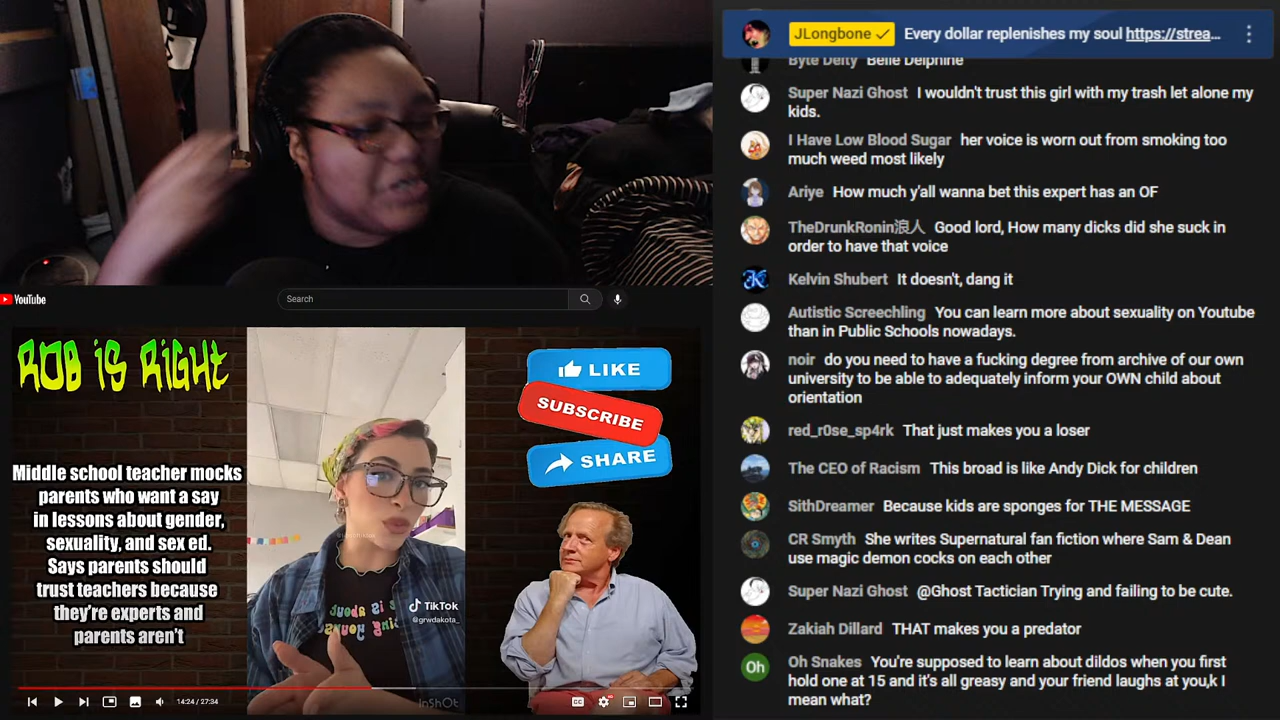 JLongbone ✓ Every dollar replenishes my soul https://strea...
Byte Deity Belle Delphine
Super Nazi Ghost I wouldn't trust this girl with my trash let alone my
kids.
I Have Low Blood Sugar her voice is worn out from smoking too
much weed most likely
Ariye How much y'all wanna bet this expert has an OF
TheDrunkRonin浪人 Good lord, How many dicks did she suck in
order to have that voice
Kelvin Shubert It doesn't, dang it
Autistic Screechling You can learn more about sexuality on Youtube
than in Public Schools nowadays.
noir do you need to have a fucking degree from archive of our own
university to be able to adequately inform your OWN child about
orientation
red_r0se_sp4rk That just makes you a loser
The CEO of Racism This broad is like Andy Dick for children
SithDreamer Because kids are sponges for THE MESSAGE
CR Smyth She writes Supernatural fan fiction where Sam & Dean
use magic demon cocks on each other
Super Nazi Ghost @Ghost Tactician Trying and failing to be cute.
Zakiah Dillard THAT makes you a predator
Oh
Oh Snakes You're supposed to learn about dildos when you first
hold one at 15 and it's all greasy and your friend laughs at you,k I
mean what?
YouTube
Search
ROB iS RiGHT
Middle school teacher mocks
parents who want a say
in lessons about gender,
sexuality, and sex ed.
Says parents should
trust teachers because
they're experts and
parents aren't
TikTok
@grwdakota_
InShOt
LIKE
SUBSCRIBE
SHARE
14:24 / 27:34